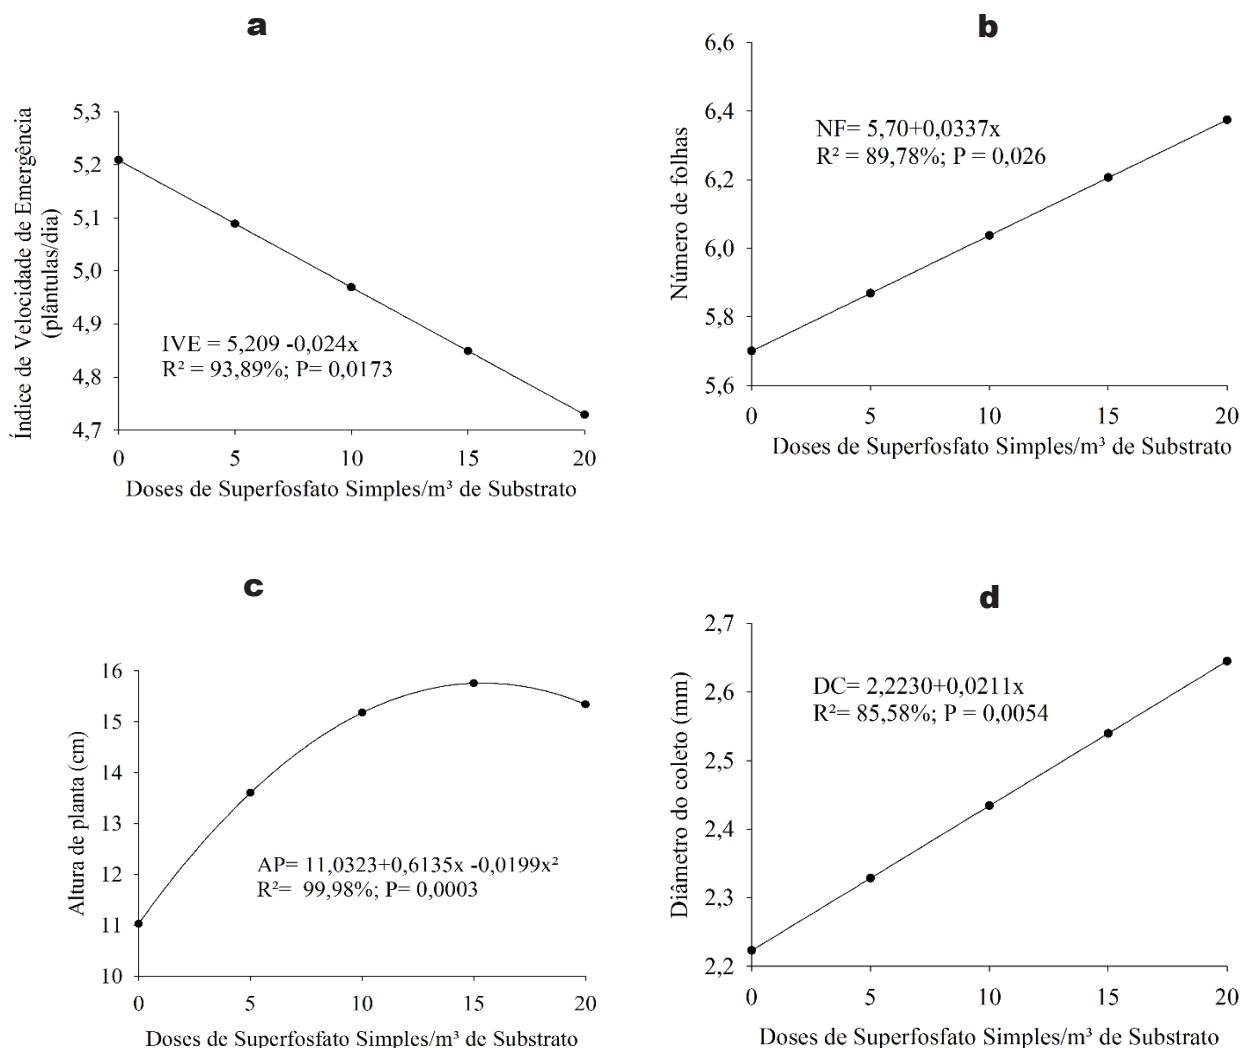 a
Índice de Velocidade de Emergência
(plântulas/dia)
5,3
5,2
5,1
5,0
4,9
4,8
4,7
IVE = 5,209 -0,024x
R² = 93,89%; P= 0,0173
0 5 10 15 20
Doses de Superfosfato Simples/m³ de Substrato
b
Número de folhas
6,6
6,4
6,2
6,0
5,8
5,6
NF= 5,70+0,0337x
R² = 89,78%; P = 0,026
0 5 10 15 20
Doses de Superfosfato Simples/m³ de Substrato
c
Altura de planta (cm)
16
15
14
13
12
11
10
AP= 11,0323+0,6135x -0,0199x²
R²= 99,98%; P= 0,0003
0 5 10 15 20
Doses de Superfosfato Simples/m³ de Substrato
d
Diâmetro do coleto (mm)
2,7
2,6
2,5
2,4
2,3
2,2
DC= 2,2230+0,0211x
R²= 85,58%; P = 0,0054
0 5 10 15 20
Doses de Superfosfato Simples/m³ de Substrato